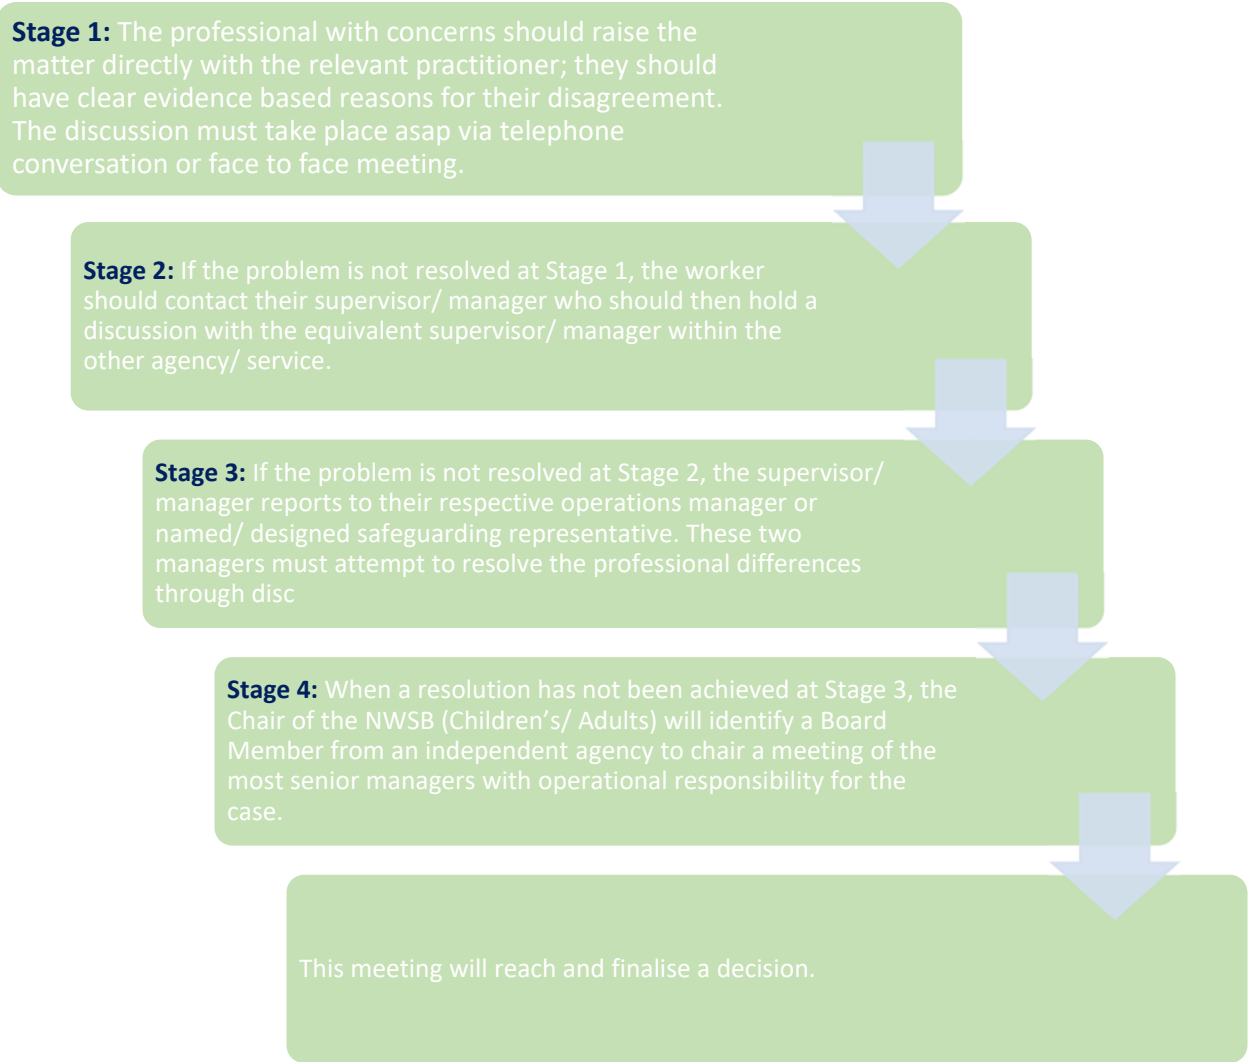 Stage 1: The professional with concerns should raise the
matter directly with the relevant practitioner; they should
have clear evidence based reasons for their disagreement.
The discussion must take place asap via telephone
conversation or face to face meeting.
Stage 2: If the problem is not resolved at Stage 1, the worker
should contact their supervisor/ manager who should then hold a
discussion with the equivalent supervisor/ manager within the
other agency/ service.
Stage 3: If the problem is not resolved at Stage 2, the supervisor/
manager reports to their respective operations manager or
named/ designed safeguarding representative. These two
managers must attempt to resolve the professional differences
through disc
Stage 4: When a resolution has not been achieved at Stage 3, the
Chair of the NWSB (Children’s/ Adults) will identify a Board
Member from an independent agency to chair a meeting of the
most senior managers with operational responsibility for the
case.
This meeting will reach and finalise a decision.